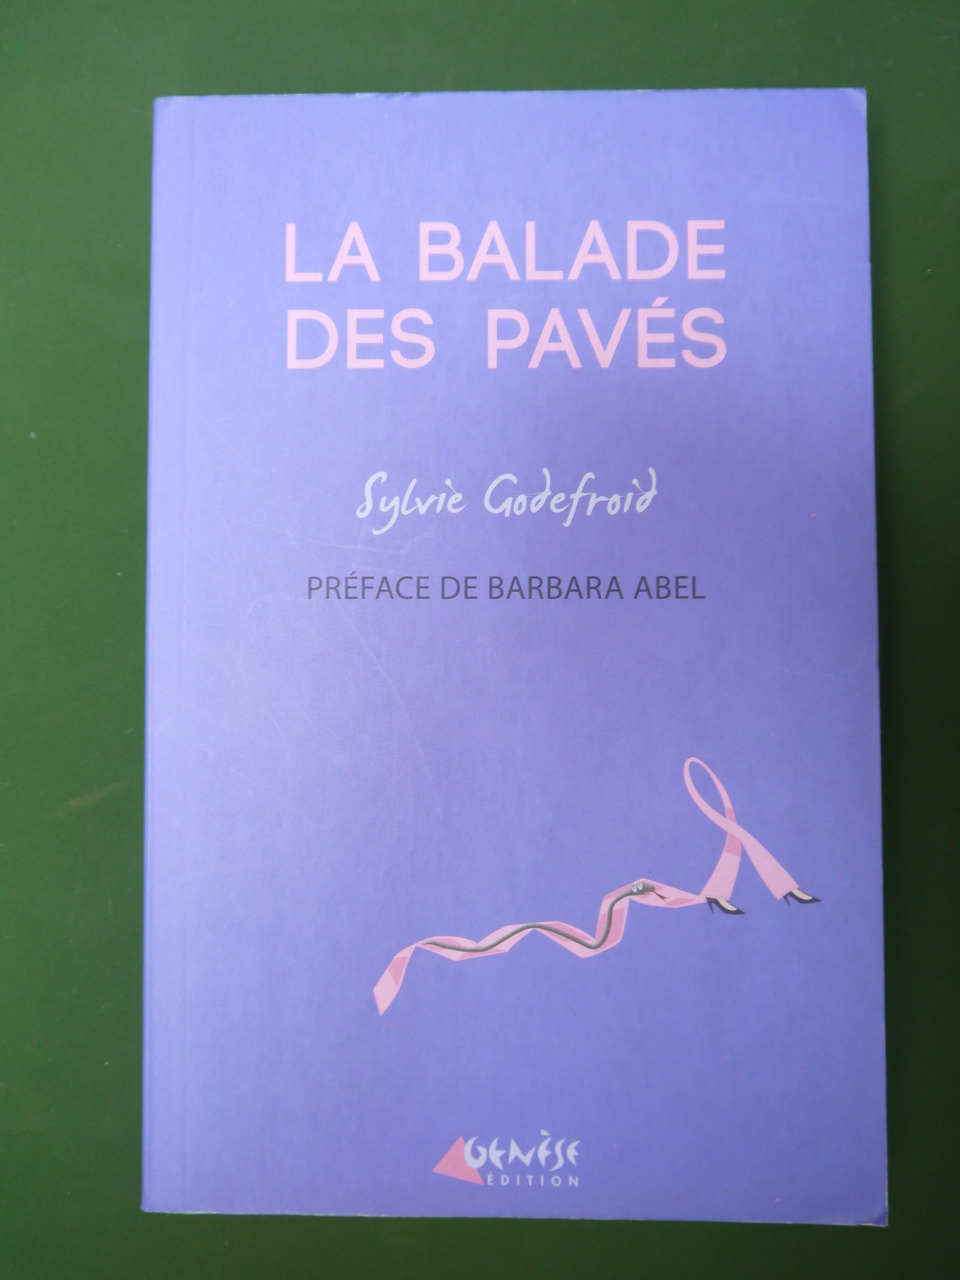 LA BALADE
DES PAVÉS
Sylvie Godefroid
PRÉFACE DE BARBARA ABEL
GENÈSE
ÉDITION